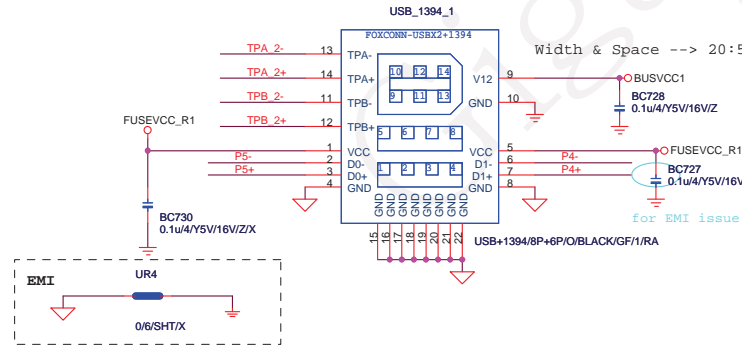 USB_1394_1
FOXCONN-USBX2+1394
TPA_2- 13 TPA-
TPA_2+ 14 TPA+
TPB_2- 11 TPB-
TPB_2+ 12 TPB+
10 12 14
9 11 13
V12 9 BUSVCC1
GND 10
Width & Space --> 20:5
BC728
0.1u/4/Y5V/16V/Z
FUSEVCC_R1
1 VCC
P5- 2 D0-
P5+ 3 D0+
4 GND
5 6 7 8
1 2 3 4
VCC 5 FUSEVCC_R1
D1- 6 P4-
D1+ 7 P4+
GND 8
BC727
0.1u/4/Y5V/16V
for EMI issue
GND GND GND GND GND GND GND GND
15 16 17 18 19 20 21 22
BC730
0.1u/4/Y5V/16V/Z/X
USB+1394/8P+6P/O/BLACK/GF/1/RA
EMI
UR4
0/6/SHT/X